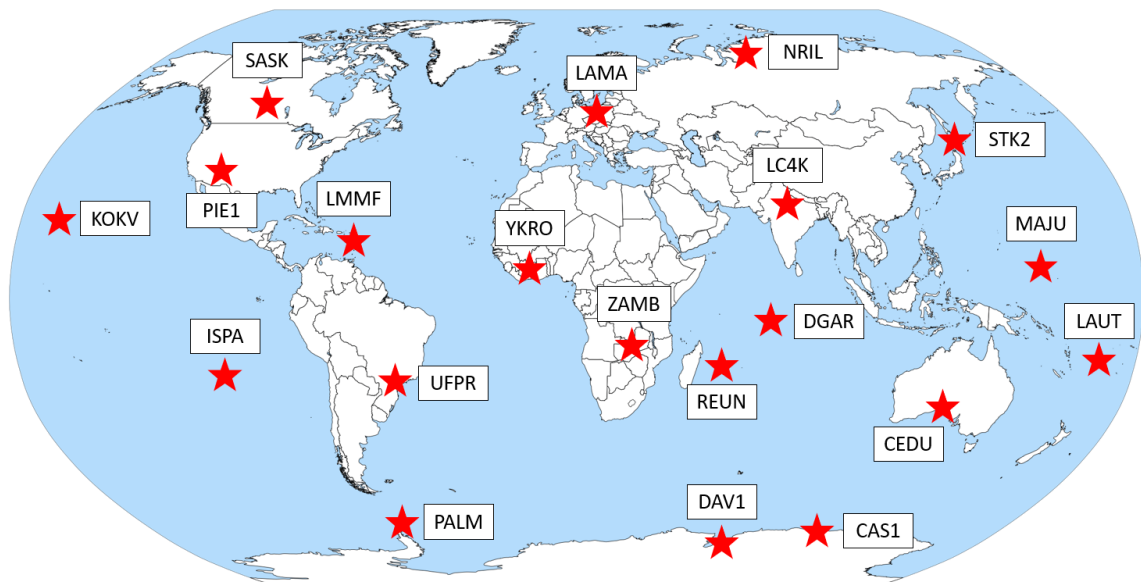 NRIL
SASK
LAMA
STK2
LC4K
PIE1
LMMF
KOKV
YKRO
MAJU
ZAMB
DGAR
LAUT
ISPA
UFPR
REUN
CEDU
DAV1
PALM
CAS1